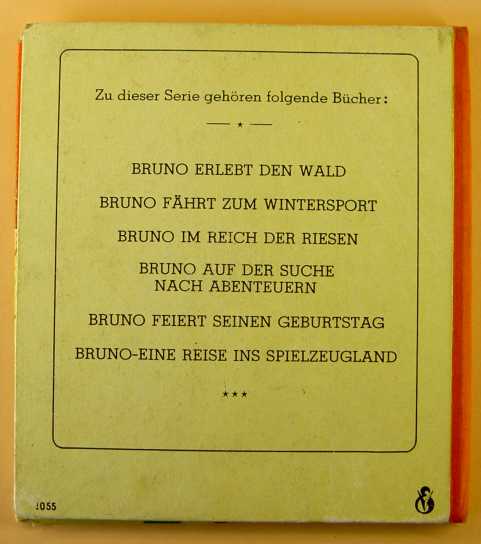 Zu dieser Serie gehören folgende Bücher:
BRUNO ERLEBT DEN WALD
BRUNO FÄHRT ZUM WINTERSPORT
BRUNO IM REICH DER RIESEN
BRUNO AUF DER SUCHE
NACH ABENTEUERN
BRUNO FEIERT SEINEN GEBURTSTAG
BRUNO-EINE REISE INS SPIELZEUGLAND
1055